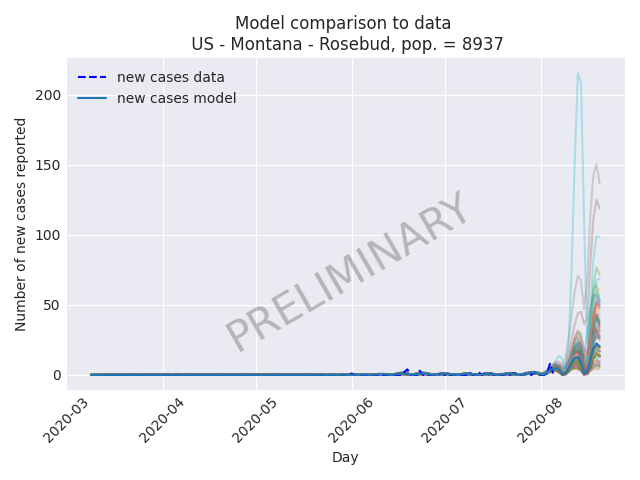 Model comparison to data
US - Montana - Rosebud, pop. = 8937
new cases data
new cases model
Number of new cases reported
200
150
100
50
0
PRELIMINARY
2020-03
2020-04
2020-05
2020-06
2020-07
2020-08
Day